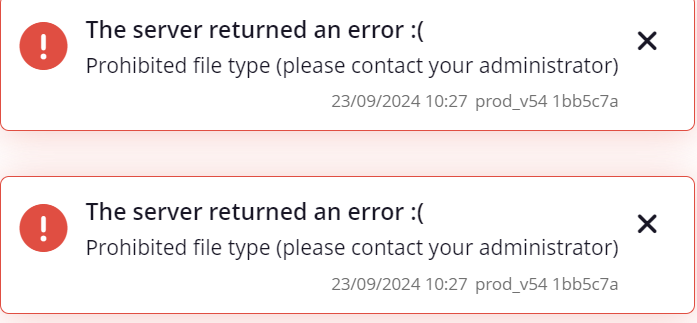 The server returned an error :(
Prohibited file type (please contact your administrator)
23/09/2024 10:27 prod_v54 1bb5c7a
The server returned an error :(
Prohibited file type (please contact your administrator)
23/09/2024 10:27 prod_v54 1bb5c7a